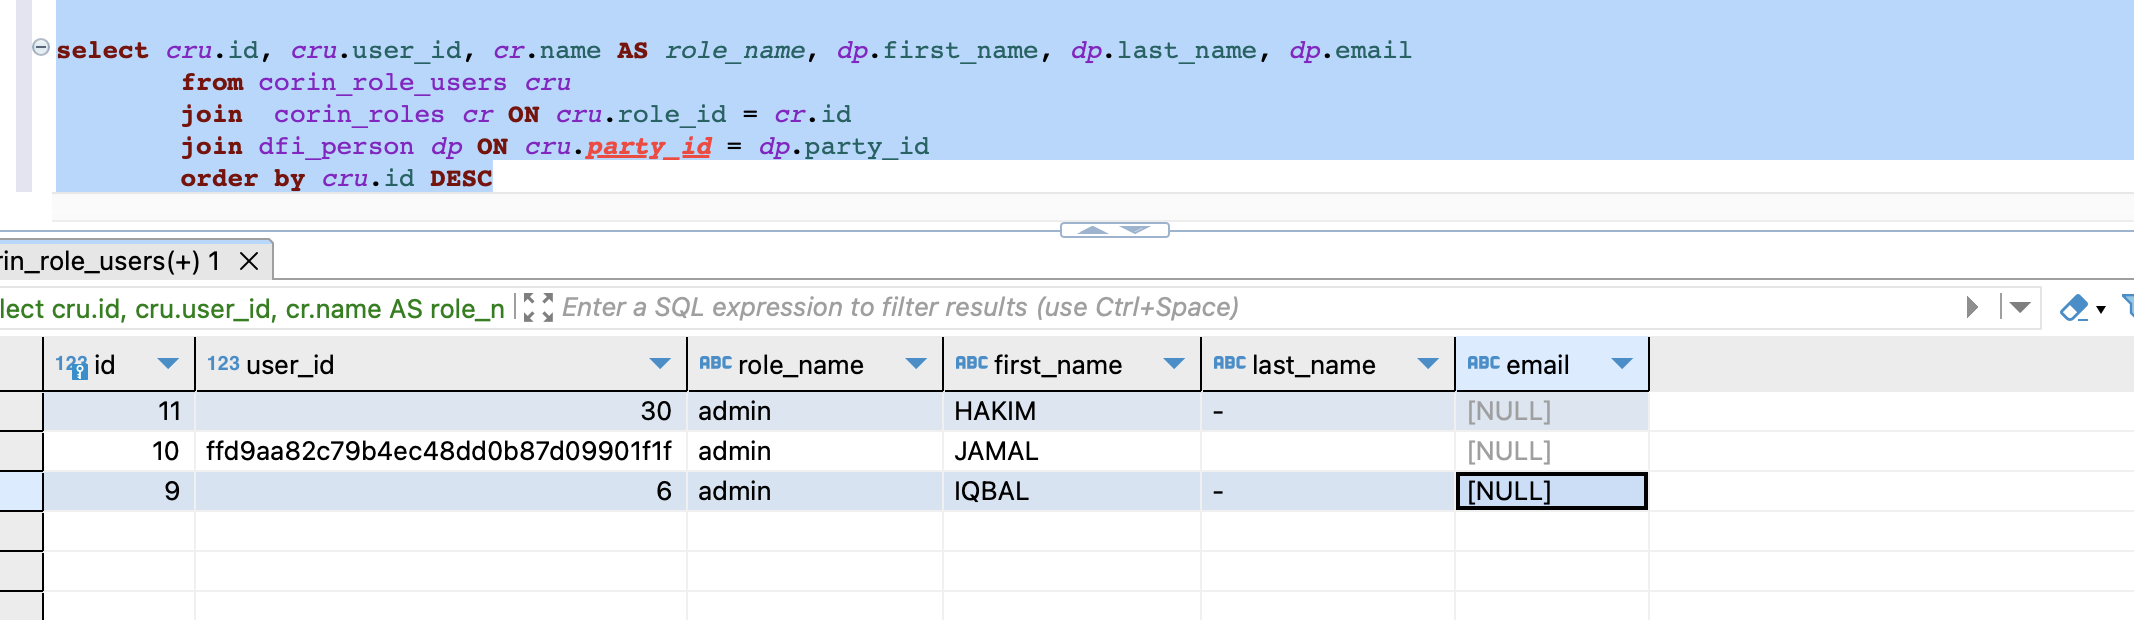 select cru.id, cru.user_id, cr.name AS role_name, dp.first_name, dp.last_name, dp.email
from corin_role_users cru
join corin_roles cr ON cru.role_id = cr.id
join dfi_person dp ON cru.party_id = dp.party_id
order by cru.id DESC
rin_role_users(+) 1
lect cru.id, cru.user_id, cr.name AS role_n Enter a SQL expression to filter results (use Ctrl+Space)
123 id 123 user_id ABC role_name ABC first_name ABC last_name ABC email
11 30 admin HAKIM - [NULL]
10 ffd9aa82c79b4ec48dd0b87d09901f1f admin JAMAL [NULL]
9 6 admin IQBAL - [NULL]